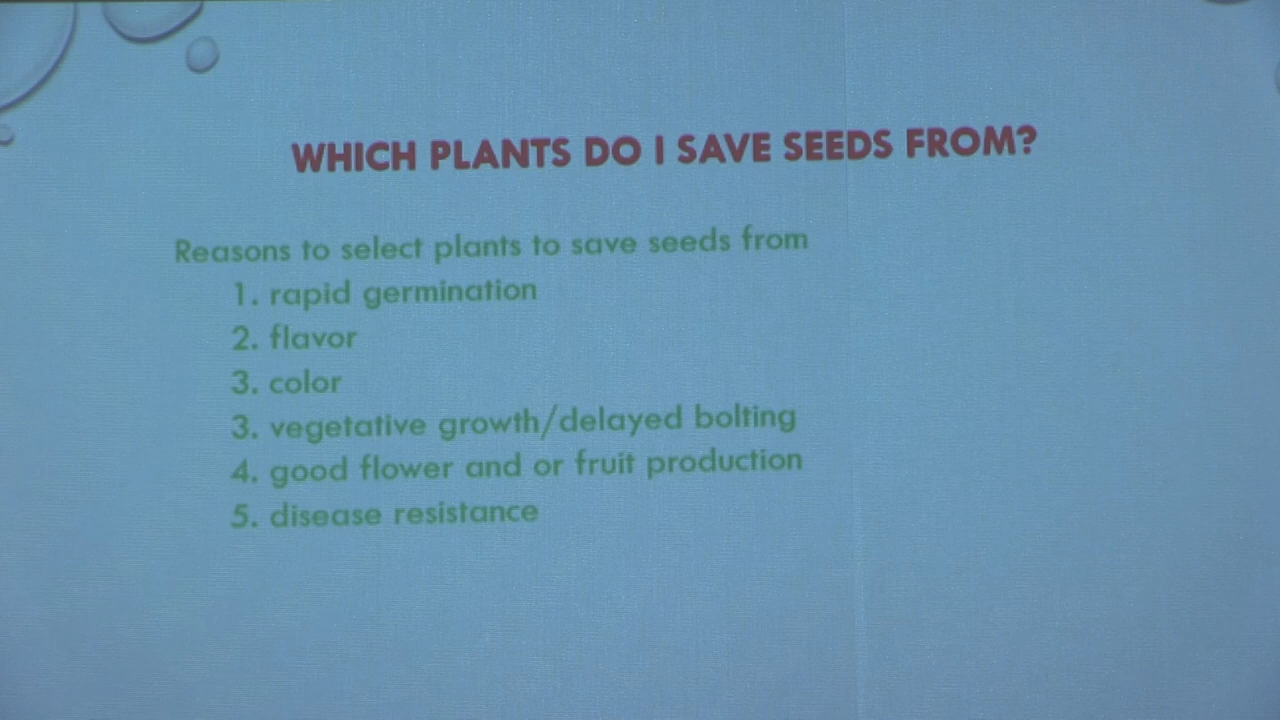 WHICH PLANTS DO I SAVE SEEDS FROM?
Reasons to select plants to save seeds from
1. rapid germination
2. flavor
3. color
3. vegetative growth/delayed bolting
4. good flower and or fruit production
5. disease resistance